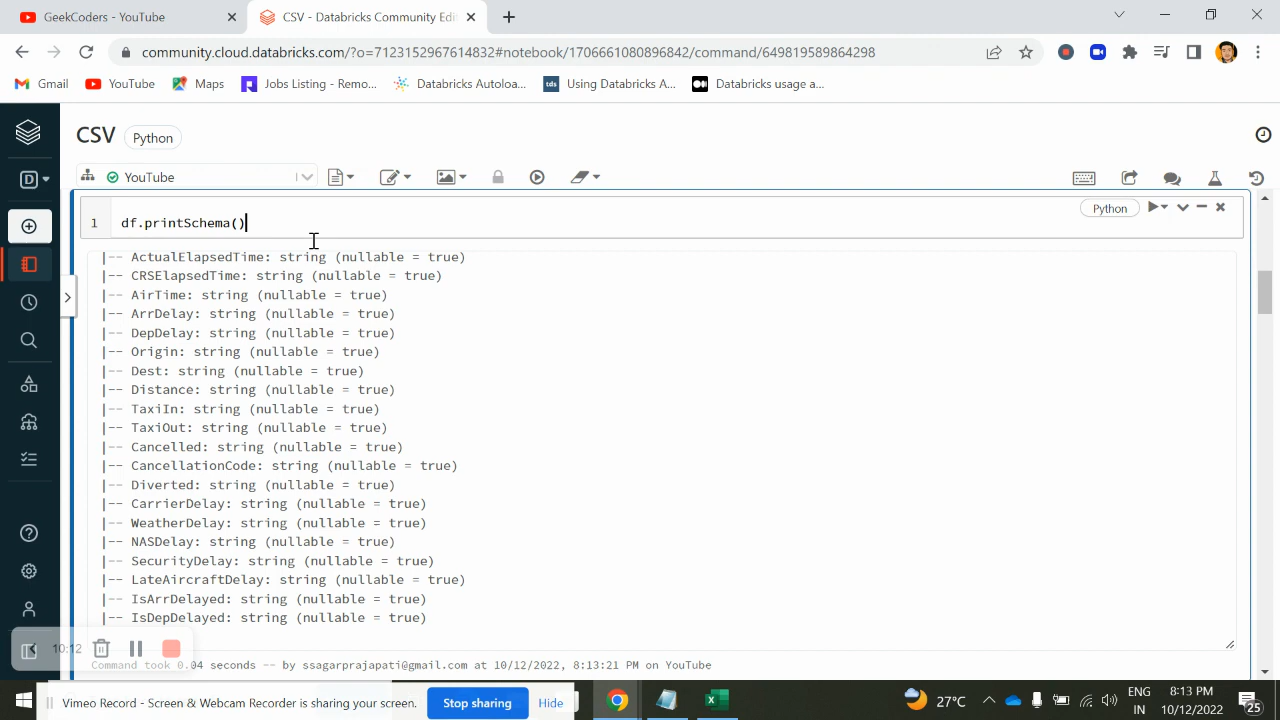 GeekCoders - YouTube
CSV - Databricks Community Edi
community.cloud.databricks.com/?o=7123152967614832#notebook/1706661080896842/command/649819589864298
Gmail
YouTube
Maps
Jobs Listing - Remo...
Databricks Autoloa...
tds
Using Databricks A...
Databricks usage a...
CSV
Python
D
YouTube
Python
1
df.printSchema()
|-- ActualElapsedTime: string (nullable = true)
|-- CRSElapsedTime: string (nullable = true)
|-- AirTime: string (nullable = true)
|-- ArrDelay: string (nullable = true)
|-- DepDelay: string (nullable = true)
|-- Origin: string (nullable = true)
|-- Dest: string (nullable = true)
|-- Distance: string (nullable = true)
|-- TaxiIn: string (nullable = true)
|-- TaxiOut: string (nullable = true)
|-- Cancelled: string (nullable = true)
|-- CancellationCode: string (nullable = true)
|-- Diverted: string (nullable = true)
|-- CarrierDelay: string (nullable = true)
|-- WeatherDelay: string (nullable = true)
|-- NASDelay: string (nullable = true)
|-- SecurityDelay: string (nullable = true)
|-- LateAircraftDelay: string (nullable = true)
|-- IsArrDelayed: string (nullable = true)
|-- IsDepDelayed: string (nullable = true)
10:12
Command took 0.04 seconds -- by ssagarprajapati@gmail.com at 10/12/2022, 8:13:21 PM on YouTube
Vimeo Record - Screen & Webcam Recorder is sharing your screen.
Stop sharing
Hide
27°C
ENG
IN
8:13 PM
10/12/2022
25